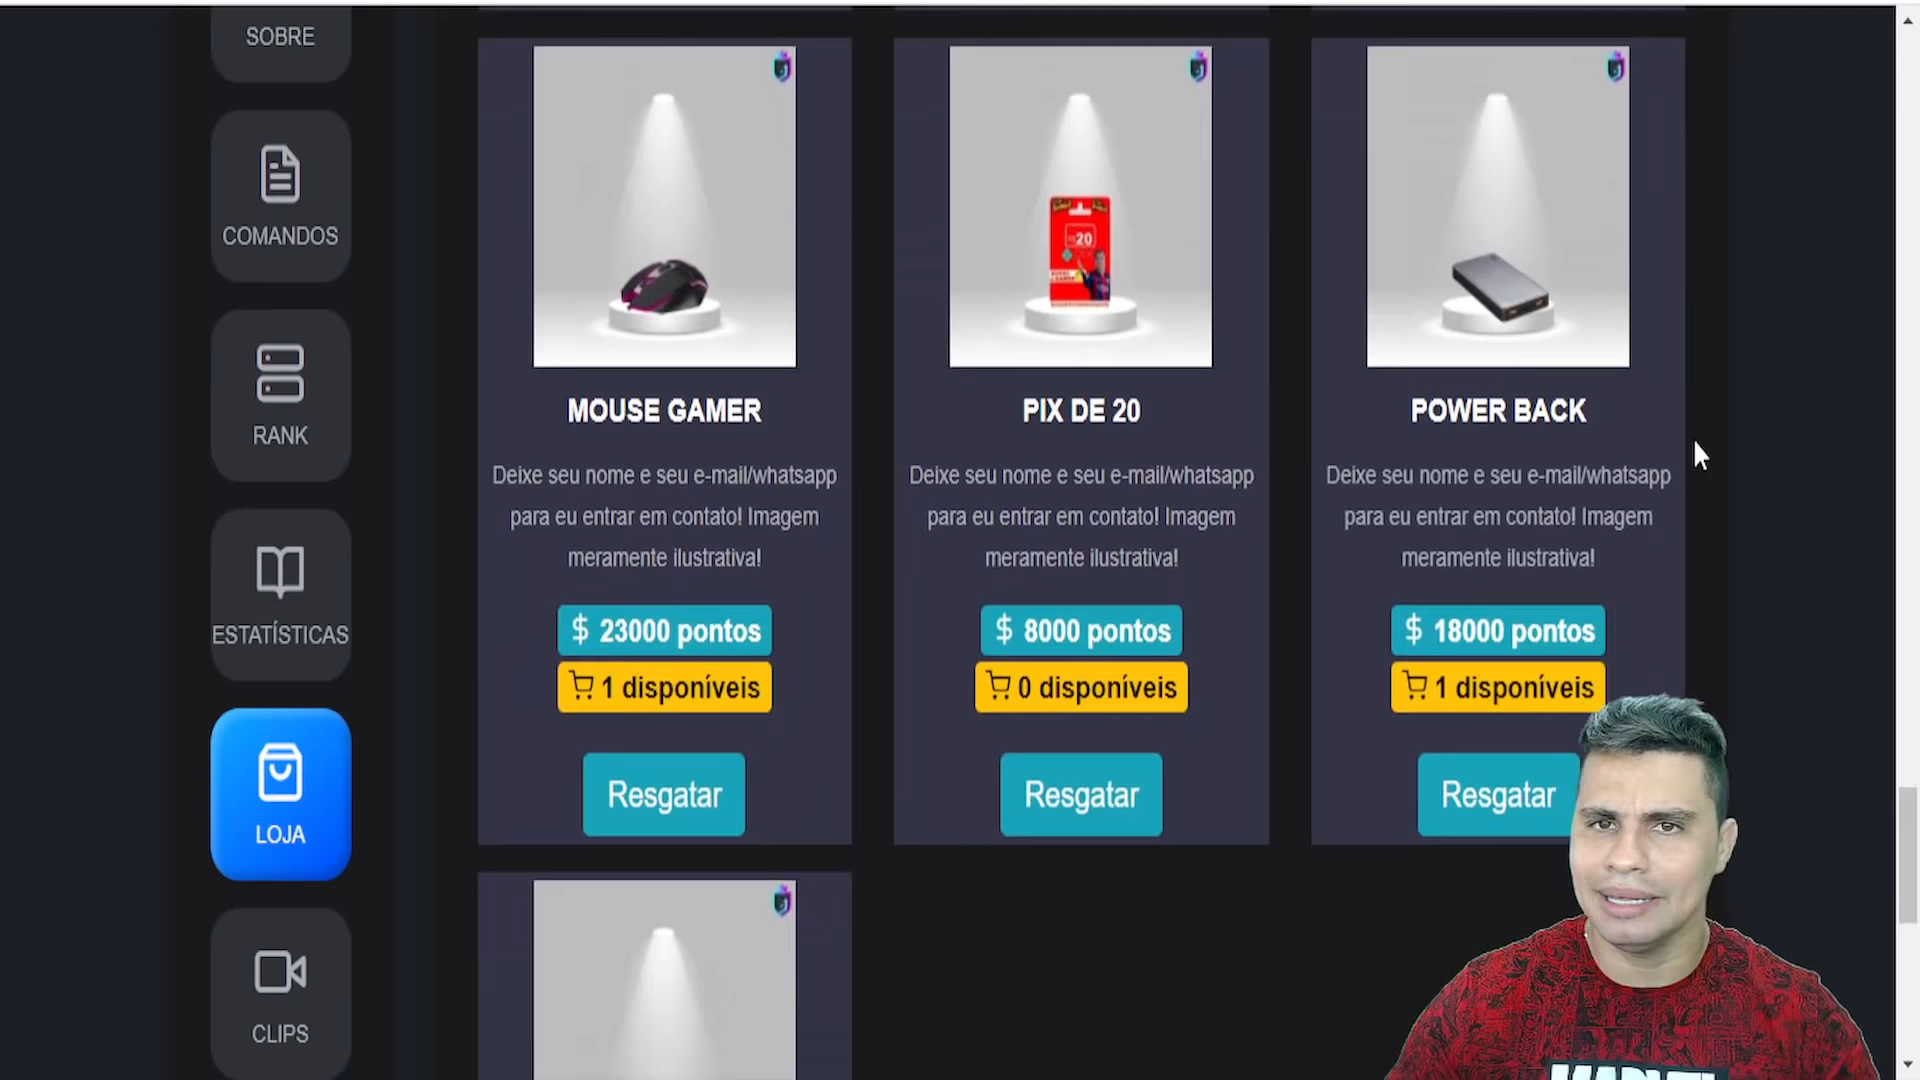 SOBRE
COMANDOS
RANK
ESTATÍSTICAS
LOJA
CLIPS
MOUSE GAMER
Deixe seu nome e seu e-mail/whatsapp
para eu entrar em contato! Imagem
meramente ilustrativa!
$ 23000 pontos
1 disponíveis
Resgatar
20
PIX DE 20
Deixe seu nome e seu e-mail/whatsapp
para eu entrar em contato! Imagem
meramente ilustrativa!
$ 8000 pontos
0 disponíveis
Resgatar
POWER BACK
Deixe seu nome e seu e-mail/whatsapp
para eu entrar em contato! Imagem
meramente ilustrativa!
$ 18000 pontos
1 disponíveis
Resgatar